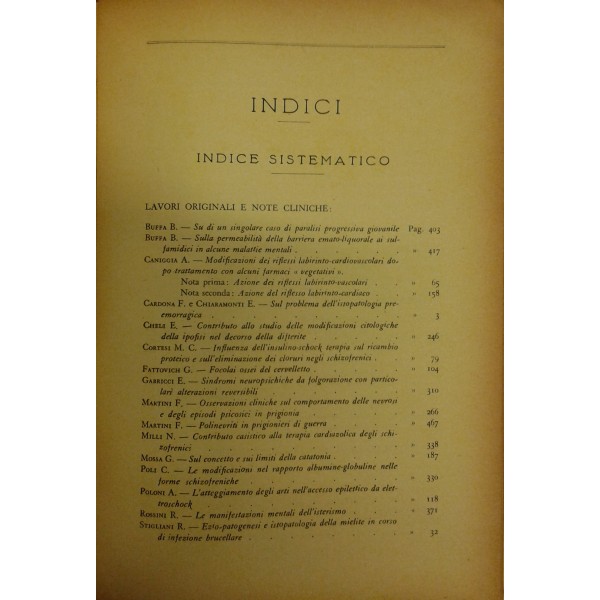 INDICI
INDICE SISTEMATICO
LAVORI ORIGINALI E NOTE CLINICHE:
BUFFA B. — Su di un singolare caso di paralisi progressiva giovanile Pag. 403
BUFFA B. — Sulla permeabilità della barriera emato-liquorale ai sul-
famidici in alcune malattie mentali . . » 417
CANIGGIA A. — Modificazioni dei riflessi labirinto-cardiovascolari do-
po trattamento con alcuni farmaci « vegetativi ».
Nota prima: Azione dei riflessi labirinto-vascolari . . » 65
Nota seconda: Azione del riflesso labirinto-cardiaco . » 158
CARDONA F. e CHIARAMONTI E. — Sul problema dell'istopatologia pre-
emorragica . . » 3
CHELI E. — Contributo allo studio delle modificazioni citologiche
della ipofisi nel decorso della difterite . . » 246
CORTESI M. C. — Influenza dell'insulino-schock terapia sul ricambio
proteico e sull'eliminazione dei cloruri negli schizofrenici . » 79
FATTOVICH G. — Focolai ossei del cervelletto . . » 104
GABRICCI E. — Sindromi neuropsichiche da folgorazione con partico-
lari alterazioni reversibili . . » 310
MARTINI F. — Osservazioni cliniche sul comportamento delle nevrosi
e degli episodi psicosici in prigionia . . » 266
MARTINI F. — Polinevriti in prigionieri di guerra . . » 467
MILLI N. — Contributo casistico alla terapia cardiazolica degli schi-
zofrenici . . » 338
MOSSA G. — Sul concetto e sui limiti della catatonia . . » 187
POLI C. — Le modificazioni nel rapporto albumine-globuline nelle
forme schizofreniche . . » 330
POLONI A. — L'atteggiamento degli arti nell'accesso epilettico da elet-
troschock . . » 118
ROSSINI R. — Le manifestazioni mentali dell'isterismo . . » 371
STIGLIANI R. — Ezio-patogenesi e istopatologia della mielite in corso
di infezione brucellare . . » 32